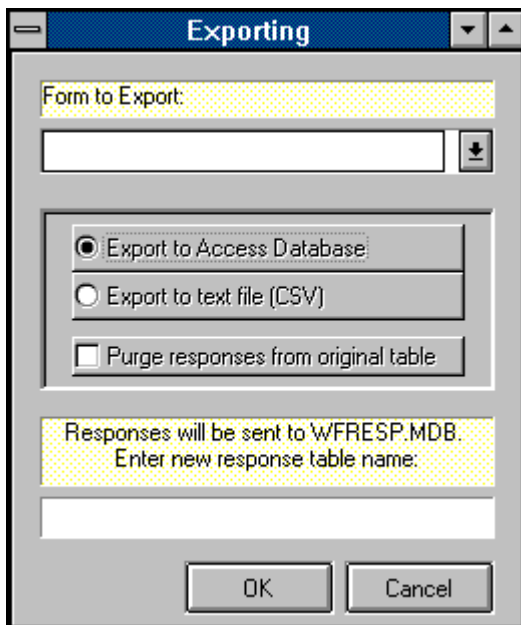 Exporting
Form to Export:
Export to Access Database
Export to text file (CSV)
Purge responses from original table
Responses will be sent to WFRESP.MDB.
Enter new response table name:
OK
Cancel